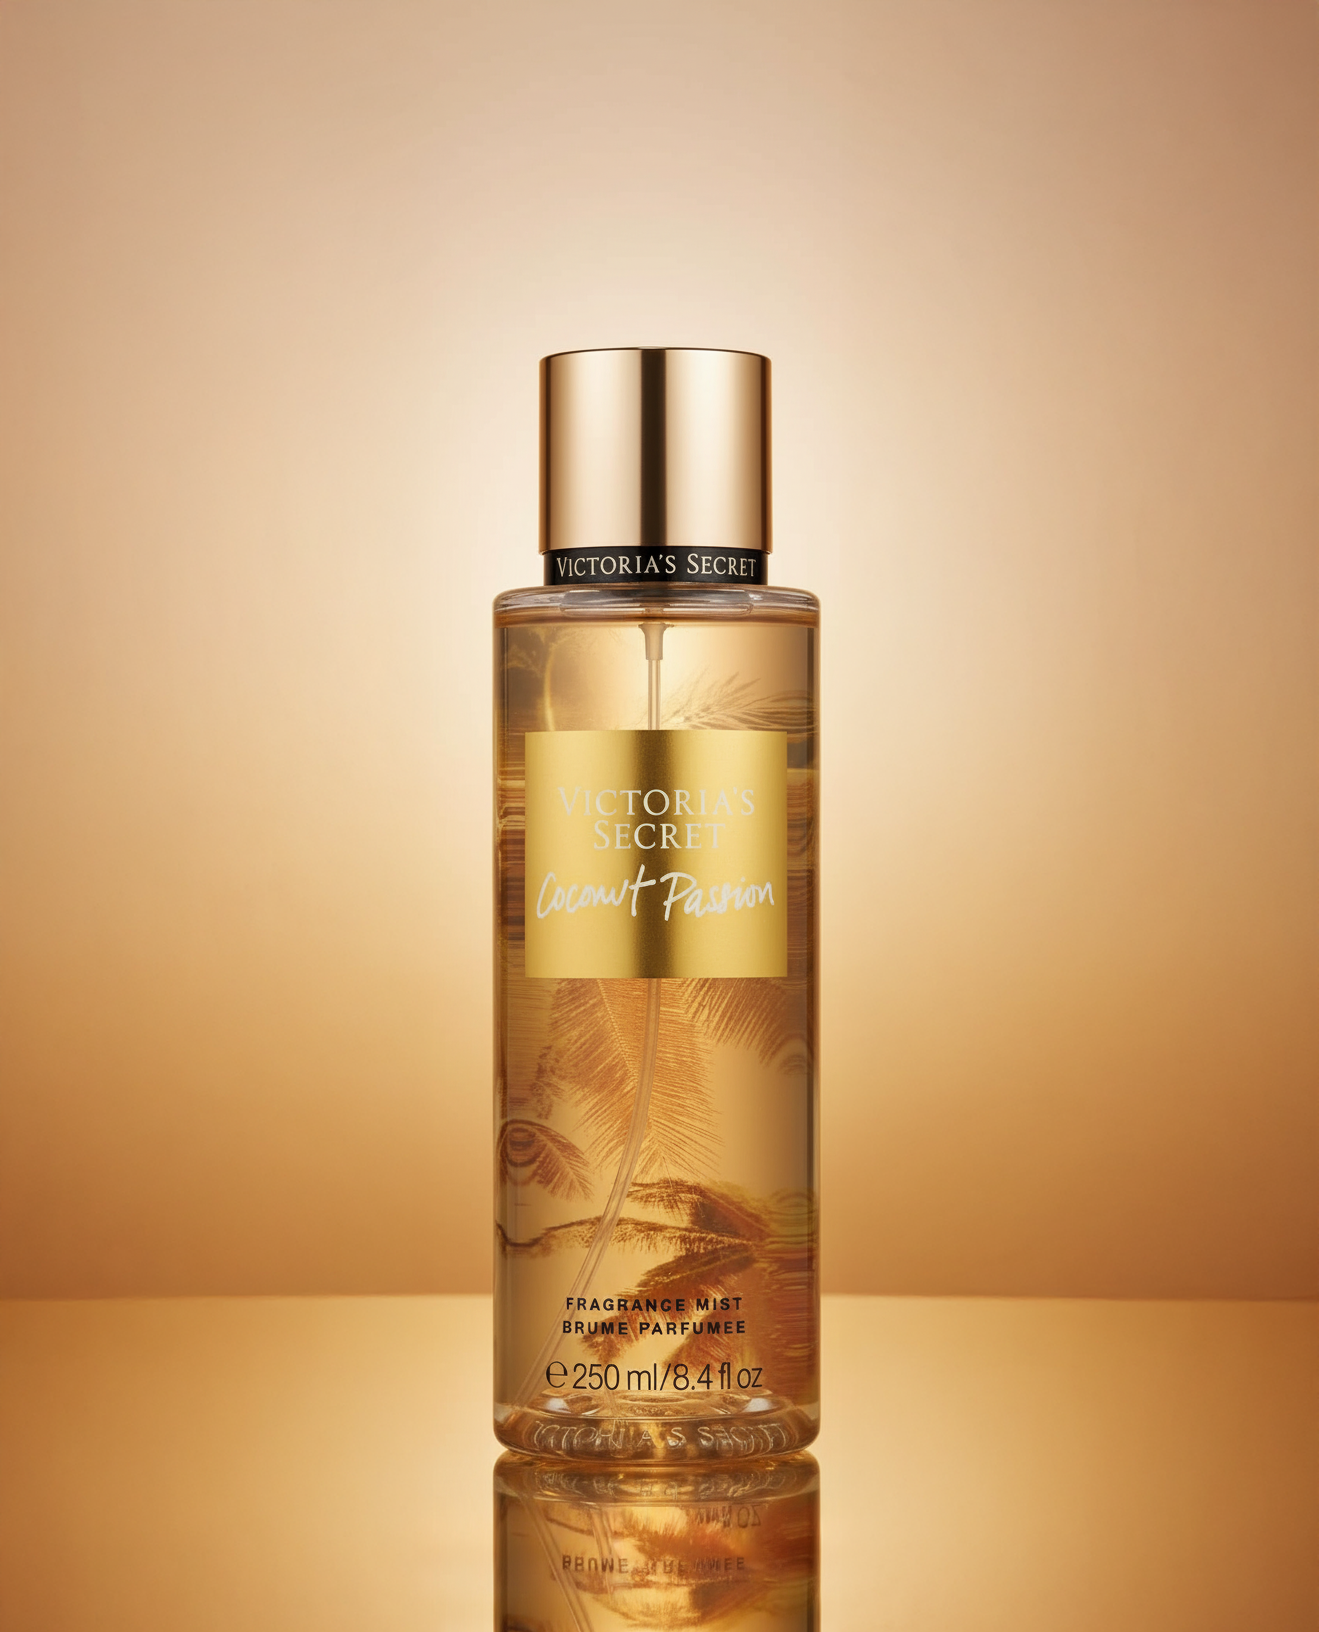 VICTORIA'S SECRET
VICTORIA'S
SECRET
Coconut Passion
FRAGRANCE MIST
BRUME PARFUMEE
℮250 ml/8.4 fl oz